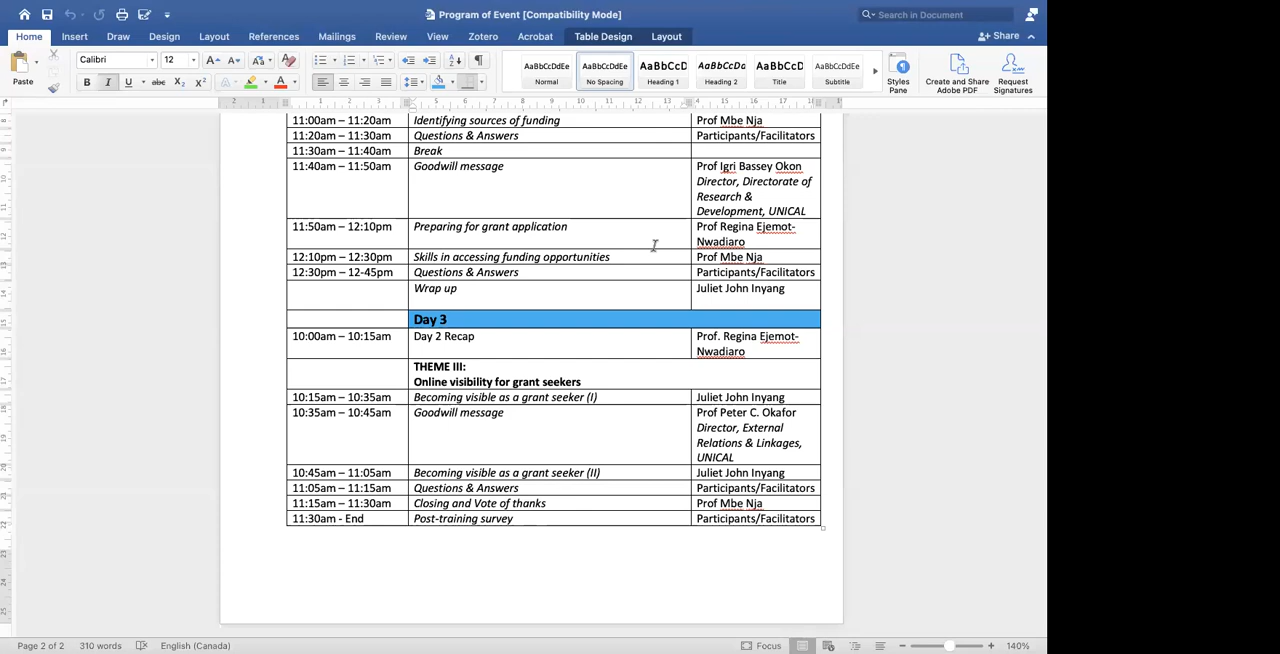 Program of Event [Compatibility Mode]
Search in Document
Home Insert Draw Design Layout References Mailings Review View Zotero Acrobat Table Design Layout
Share
Paste
Calibri 12
AaBbCcDdEe AaBbCcDdEe AaBbCcD AaBbCcDd AaBbCcD AaBbCcDdEe
Normal No Spacing Heading 1 Heading 2 Title Subtitle
Styles Pane
Create and Share Adobe PDF
Request Signatures
11:00am – 11:20am Identifying sources of funding Prof Mbe Nja
11:20am – 11:30am Questions & Answers Participants/Facilitators
11:30am – 11:40am Break
11:40am – 11:50am Goodwill message Prof Igri Bassey Okon
Director, Directorate of
Research &
Development, UNICAL
11:50am – 12:10pm Preparing for grant application Prof Regina Ejemot-
Nwadiaro
12:10pm – 12:30pm Skills in accessing funding opportunities Prof Mbe Nja
12:30pm – 12-45pm Questions & Answers Participants/Facilitators
Wrap up Juliet John Inyang
Day 3
10:00am – 10:15am Day 2 Recap Prof. Regina Ejemot-
Nwadiaro
THEME III:
Online visibility for grant seekers
10:15am – 10:35am Becoming visible as a grant seeker (I) Juliet John Inyang
10:35am – 10:45am Goodwill message Prof Peter C. Okafor
Director, External
Relations & Linkages,
UNICAL
10:45am – 11:05am Becoming visible as a grant seeker (II) Juliet John Inyang
11:05am – 11:15am Questions & Answers Participants/Facilitators
11:15am – 11:30am Closing and Vote of thanks Prof Mbe Nja
11:30am - End Post-training survey Participants/Facilitators
Page 2 of 2 310 words English (Canada) Focus 140%